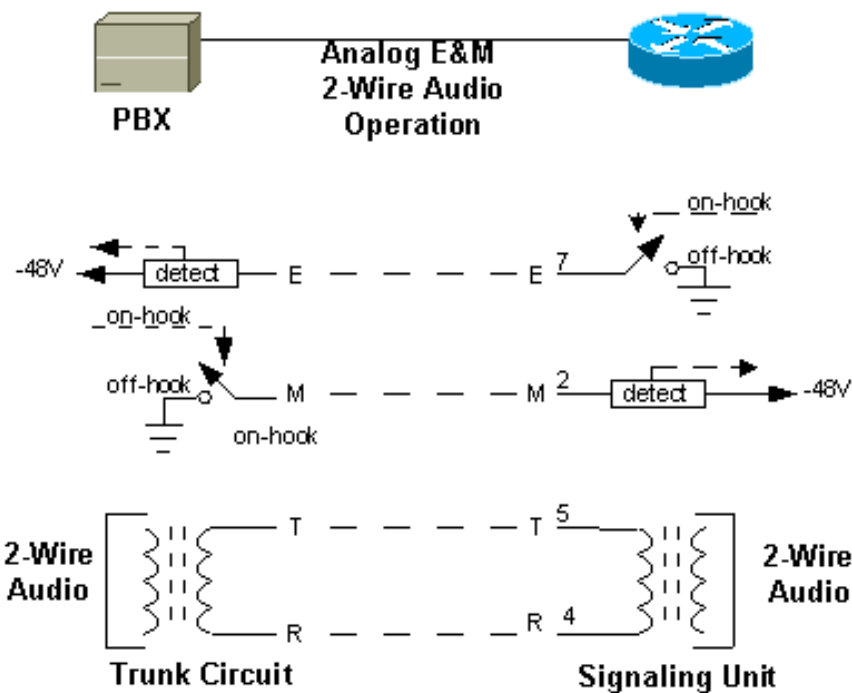 Analog E&M
2-Wire Audio
Operation
PBX
on-hook
-48V
detect
E
E
7
off-hook
on-hook
off-hook
M
M
2
detect
-48V
on-hook
2-Wire
Audio
T
T
5
2-Wire
Audio
R
R
4
Trunk Circuit
Signaling Unit